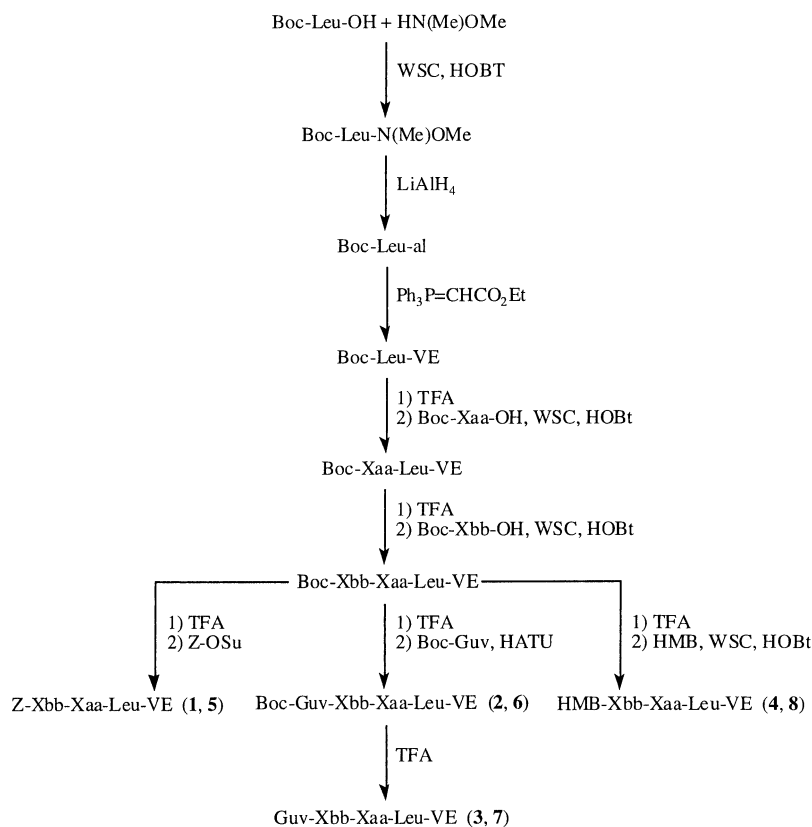 Boc-Leu-OH + HN(Me)OMe
WSC, HOBT
Boc-Leu-N(Me)OMe
LiAlH4
Boc-Leu-al
Ph3P=CHCO2Et
Boc-Leu-VE
1) TFA
2) Boc-Xaa-OH, WSC, HOBt
Boc-Xaa-Leu-VE
1) TFA
2) Boc-Xbb-OH, WSC, HOBt
Boc-Xbb-Xaa-Leu-VE
1) TFA
2) Z-OSu
1) TFA
2) Boc-Guv, HATU
1) TFA
2) HMB, WSC, HOBt
Z-Xbb-Xaa-Leu-VE (1, 5)
Boc-Guv-Xbb-Xaa-Leu-VE (2, 6)
HMB-Xbb-Xaa-Leu-VE (4, 8)
TFA
Guv-Xbb-Xaa-Leu-VE (3, 7)